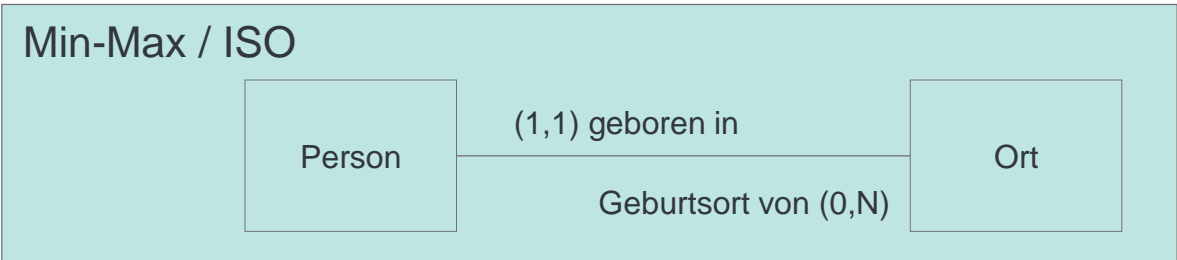 Min-Max / ISO
(1,1) geboren in
Person
Ort
Geburtsort von (0,N)